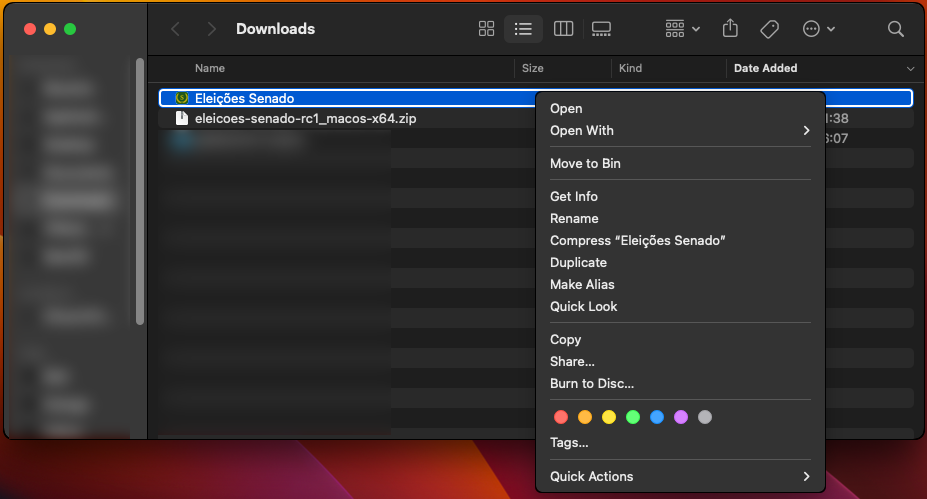 Downloads
Name Size Kind Date Added
Eleições Senado
eleicoes-senado-rc1_macos-x64.zip
:38
6:07
Open
Open With
Move to Bin
Get Info
Rename
Compress “Eleições Senado”
Duplicate
Make Alias
Quick Look
Copy
Share...
Burn to Disc...
Tags...
Quick Actions